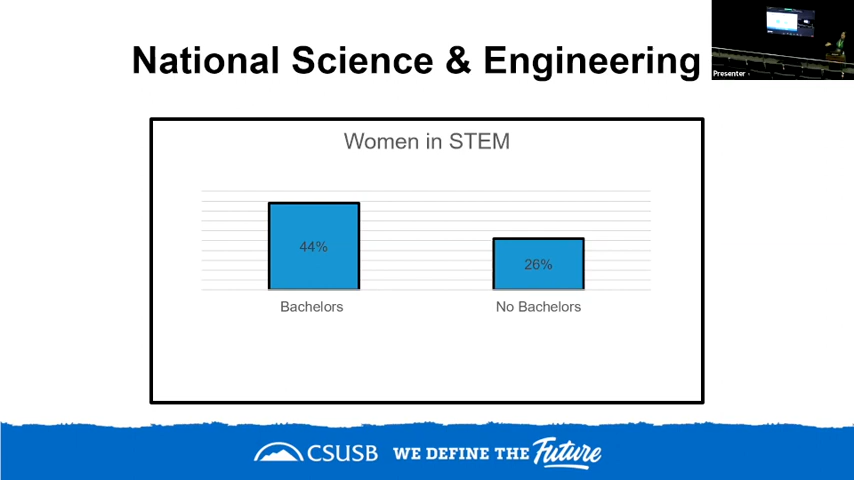 National Science & Engineering
Presenter
Women in STEM
44%
26%
Bachelors
No Bachelors
CSUSB WE DEFINE THE Future